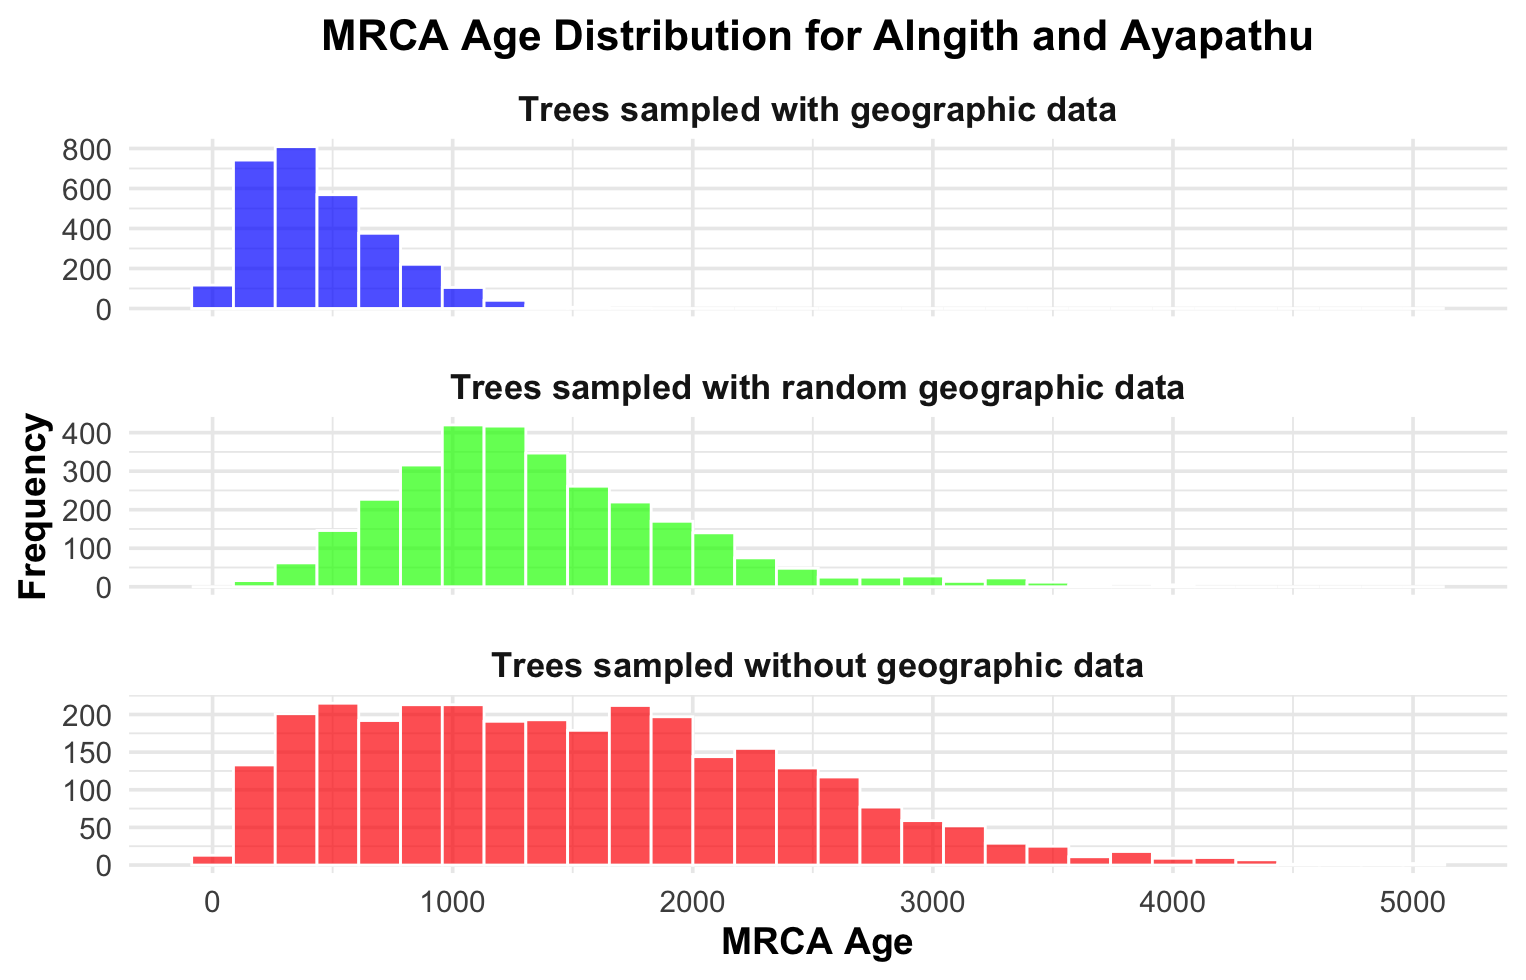 MRCA Age Distribution for Alngith and Ayapathu
Trees sampled with geographic data
800
600
400
200
0
Trees sampled with random geographic data
400
300
200
100
0
Frequency
Trees sampled without geographic data
200
150
100
50
0
0 1000 2000 3000 4000 5000
MRCA Age